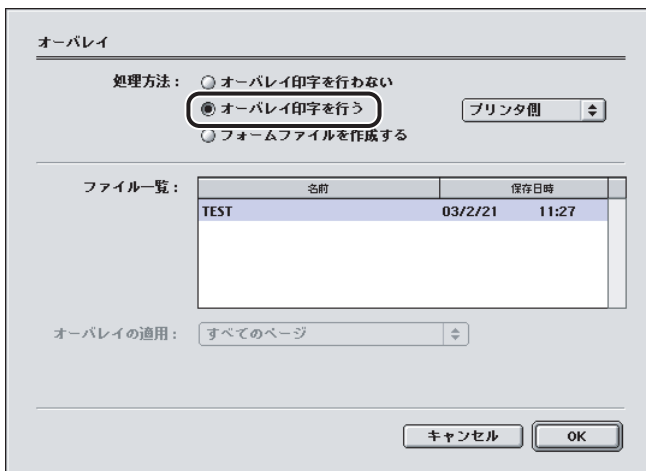 オーバレイ
処理方法： オーバレイ印字を行わない
オーバレイ印字を行う プリンタ側
フォームファイルを作成する
ファイル一覧： 名前 保存日時
TEST 03/2/21 11:27
オーバレイの適用： すべてのページ
キャンセル OK